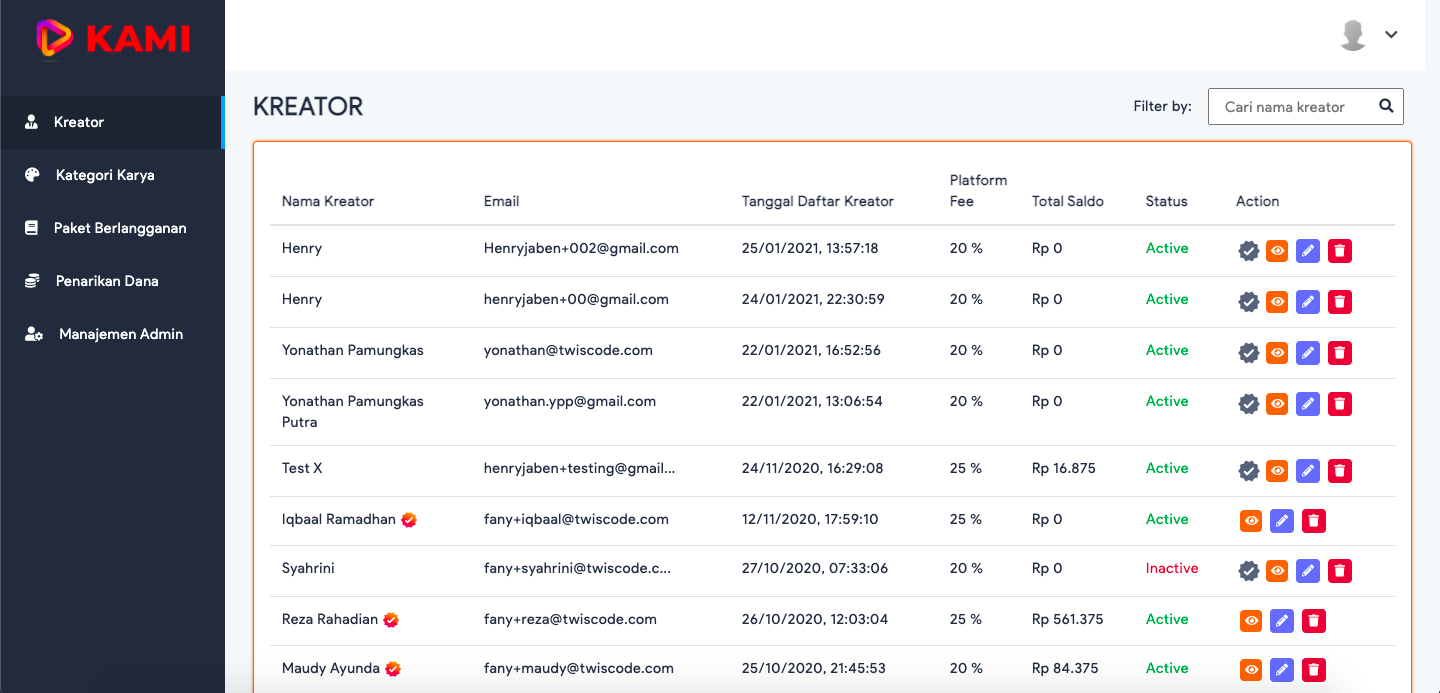 KAMI
Kreator
Kategori Karya
Paket Berlangganan
Penarikan Dana
Manajemen Admin
KREATOR
Filter by:
Cari nama kreator
Nama Kreator Email Tanggal Daftar Kreator Platform Fee Total Saldo Status Action
Henry Henryjaben+002@gmail.com 25/01/2021, 13:57:18 20 % Rp 0 Active
Henry henryjaben+00@gmail.com 24/01/2021, 22:30:59 20 % Rp 0 Active
Yonathan Pamungkas yonathan@twiscode.com 22/01/2021, 16:52:56 20 % Rp 0 Active
Yonathan Pamungkas Putra yonathan.ypp@gmail.com 22/01/2021, 13:06:54 20 % Rp 0 Active
Test X henryjaben+testing@gmail... 24/11/2020, 16:29:08 25 % Rp 16.875 Active
Iqbaal Ramadhan fany+iqbaal@twiscode.com 12/11/2020, 17:59:10 25 % Rp 0 Active
Syahrini fany+syahrini@twiscode.c... 27/10/2020, 07:33:06 20 % Rp 0 Inactive
Reza Rahadian fany+reza@twiscode.com 26/10/2020, 12:03:04 25 % Rp 561.375 Active
Maudy Ayunda fany+maudy@twiscode.com 25/10/2020, 21:45:53 20 % Rp 84.375 Active